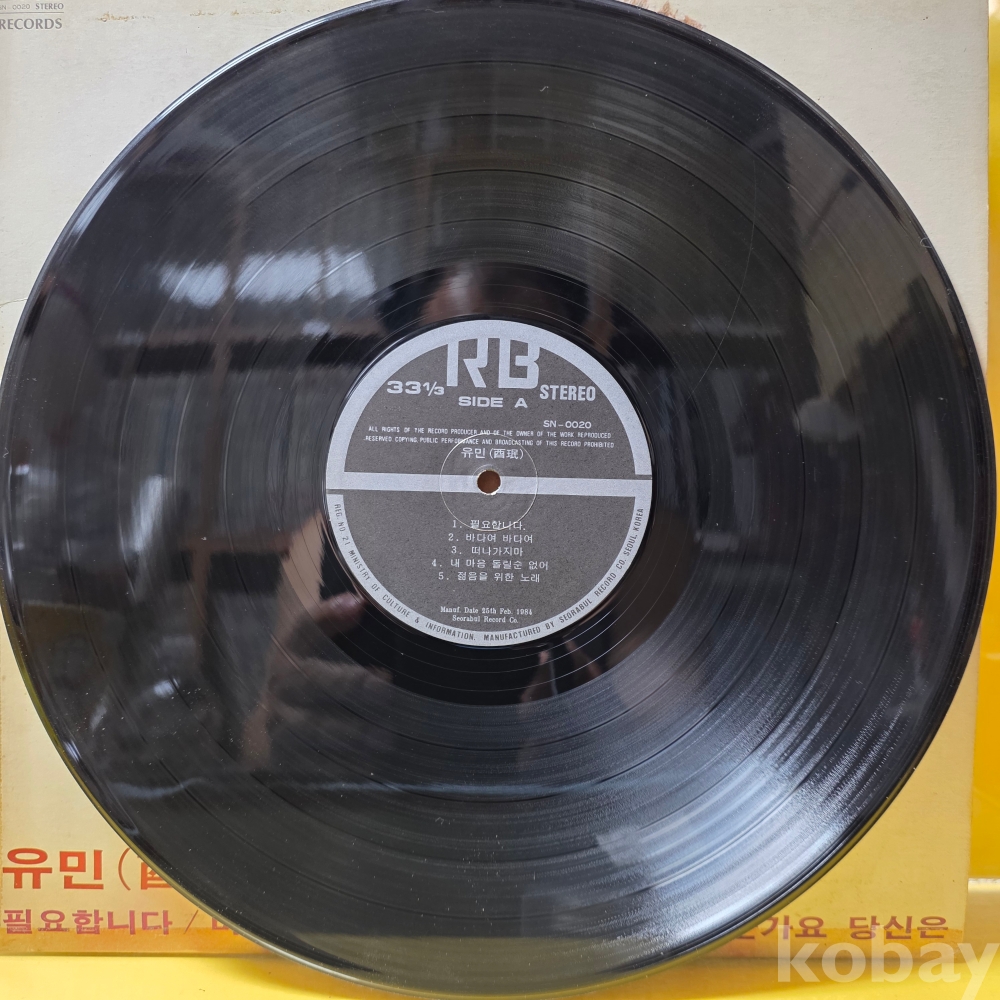 SN 0020 STEREO
RECORDS
RB
33⅓
STEREO
SIDE A
SN-0020
ALL RIGHTS OF THE RECORD PRODUCER AND OF THE OWNER OF THE WORK REPRODUCED
RESERVED COPYING PUBLIC PERFORMANCE AND BROADCASTING OF THIS RECORD PROHIBITED
유민(酉珉)
1. 필요합니다.
2. 바다여 바다여
3. 떠나가지마
4. 내 마음 돌릴순 없어
5. 젊음을 위한 노래
Manuf. Date 25th Feb. 1984
Seorabul Record Co.
REG. NO. 21 MINISTRY OF CULTURE & INFORMATION. MANUFACTURED BY SEORABUL RECORD CO. SEOUL KOREA
유민(
필요합니다/
가요 당신은
kobay